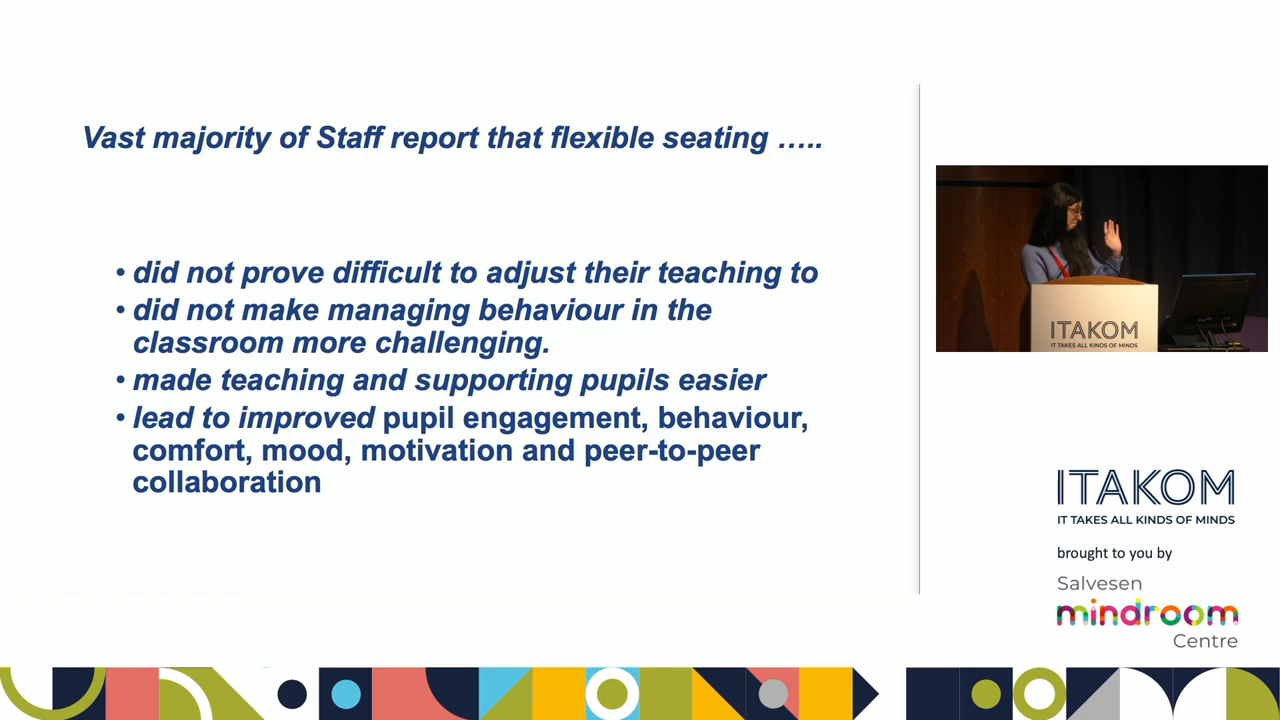 Vast majority of Staff report that flexible seating …..
• did not prove difficult to adjust their teaching to
• did not make managing behaviour in the
classroom more challenging.
• made teaching and supporting pupils easier
• lead to improved pupil engagement, behaviour,
comfort, mood, motivation and peer-to-peer
collaboration
ITAKOM
IT TAKES ALL KINDS OF MINDS
ITAKOM
IT TAKES ALL KINDS OF MINDS
brought to you by
Salvesen
mindroom
Centre